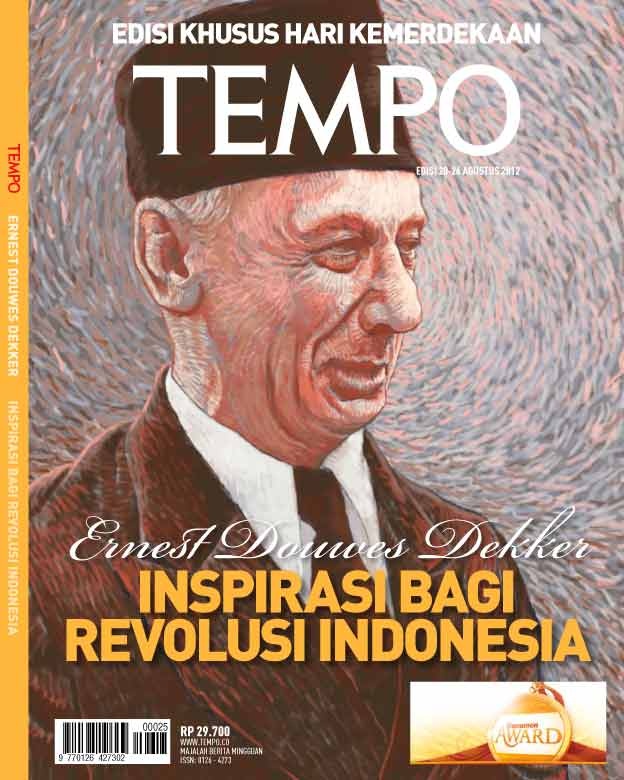 EDISI KHUSUS HARI KEMERDEKAAN
TEMPO
EDISI 20-26 AGUSTUS 2012
TEMPO
ERNEST DOUWES DEKKER
INSPIRASI BAGI REVOLUSI INDONESIA
Ernest Douwes Dekker
INSPIRASI BAGI
REVOLUSI INDONESIA
AWARD
00025
9 770126 427302
RP 29.700
WWW.TEMPO.CO
MAJALAH BERITA MINGGUAN
ISSN: 0126 - 4273